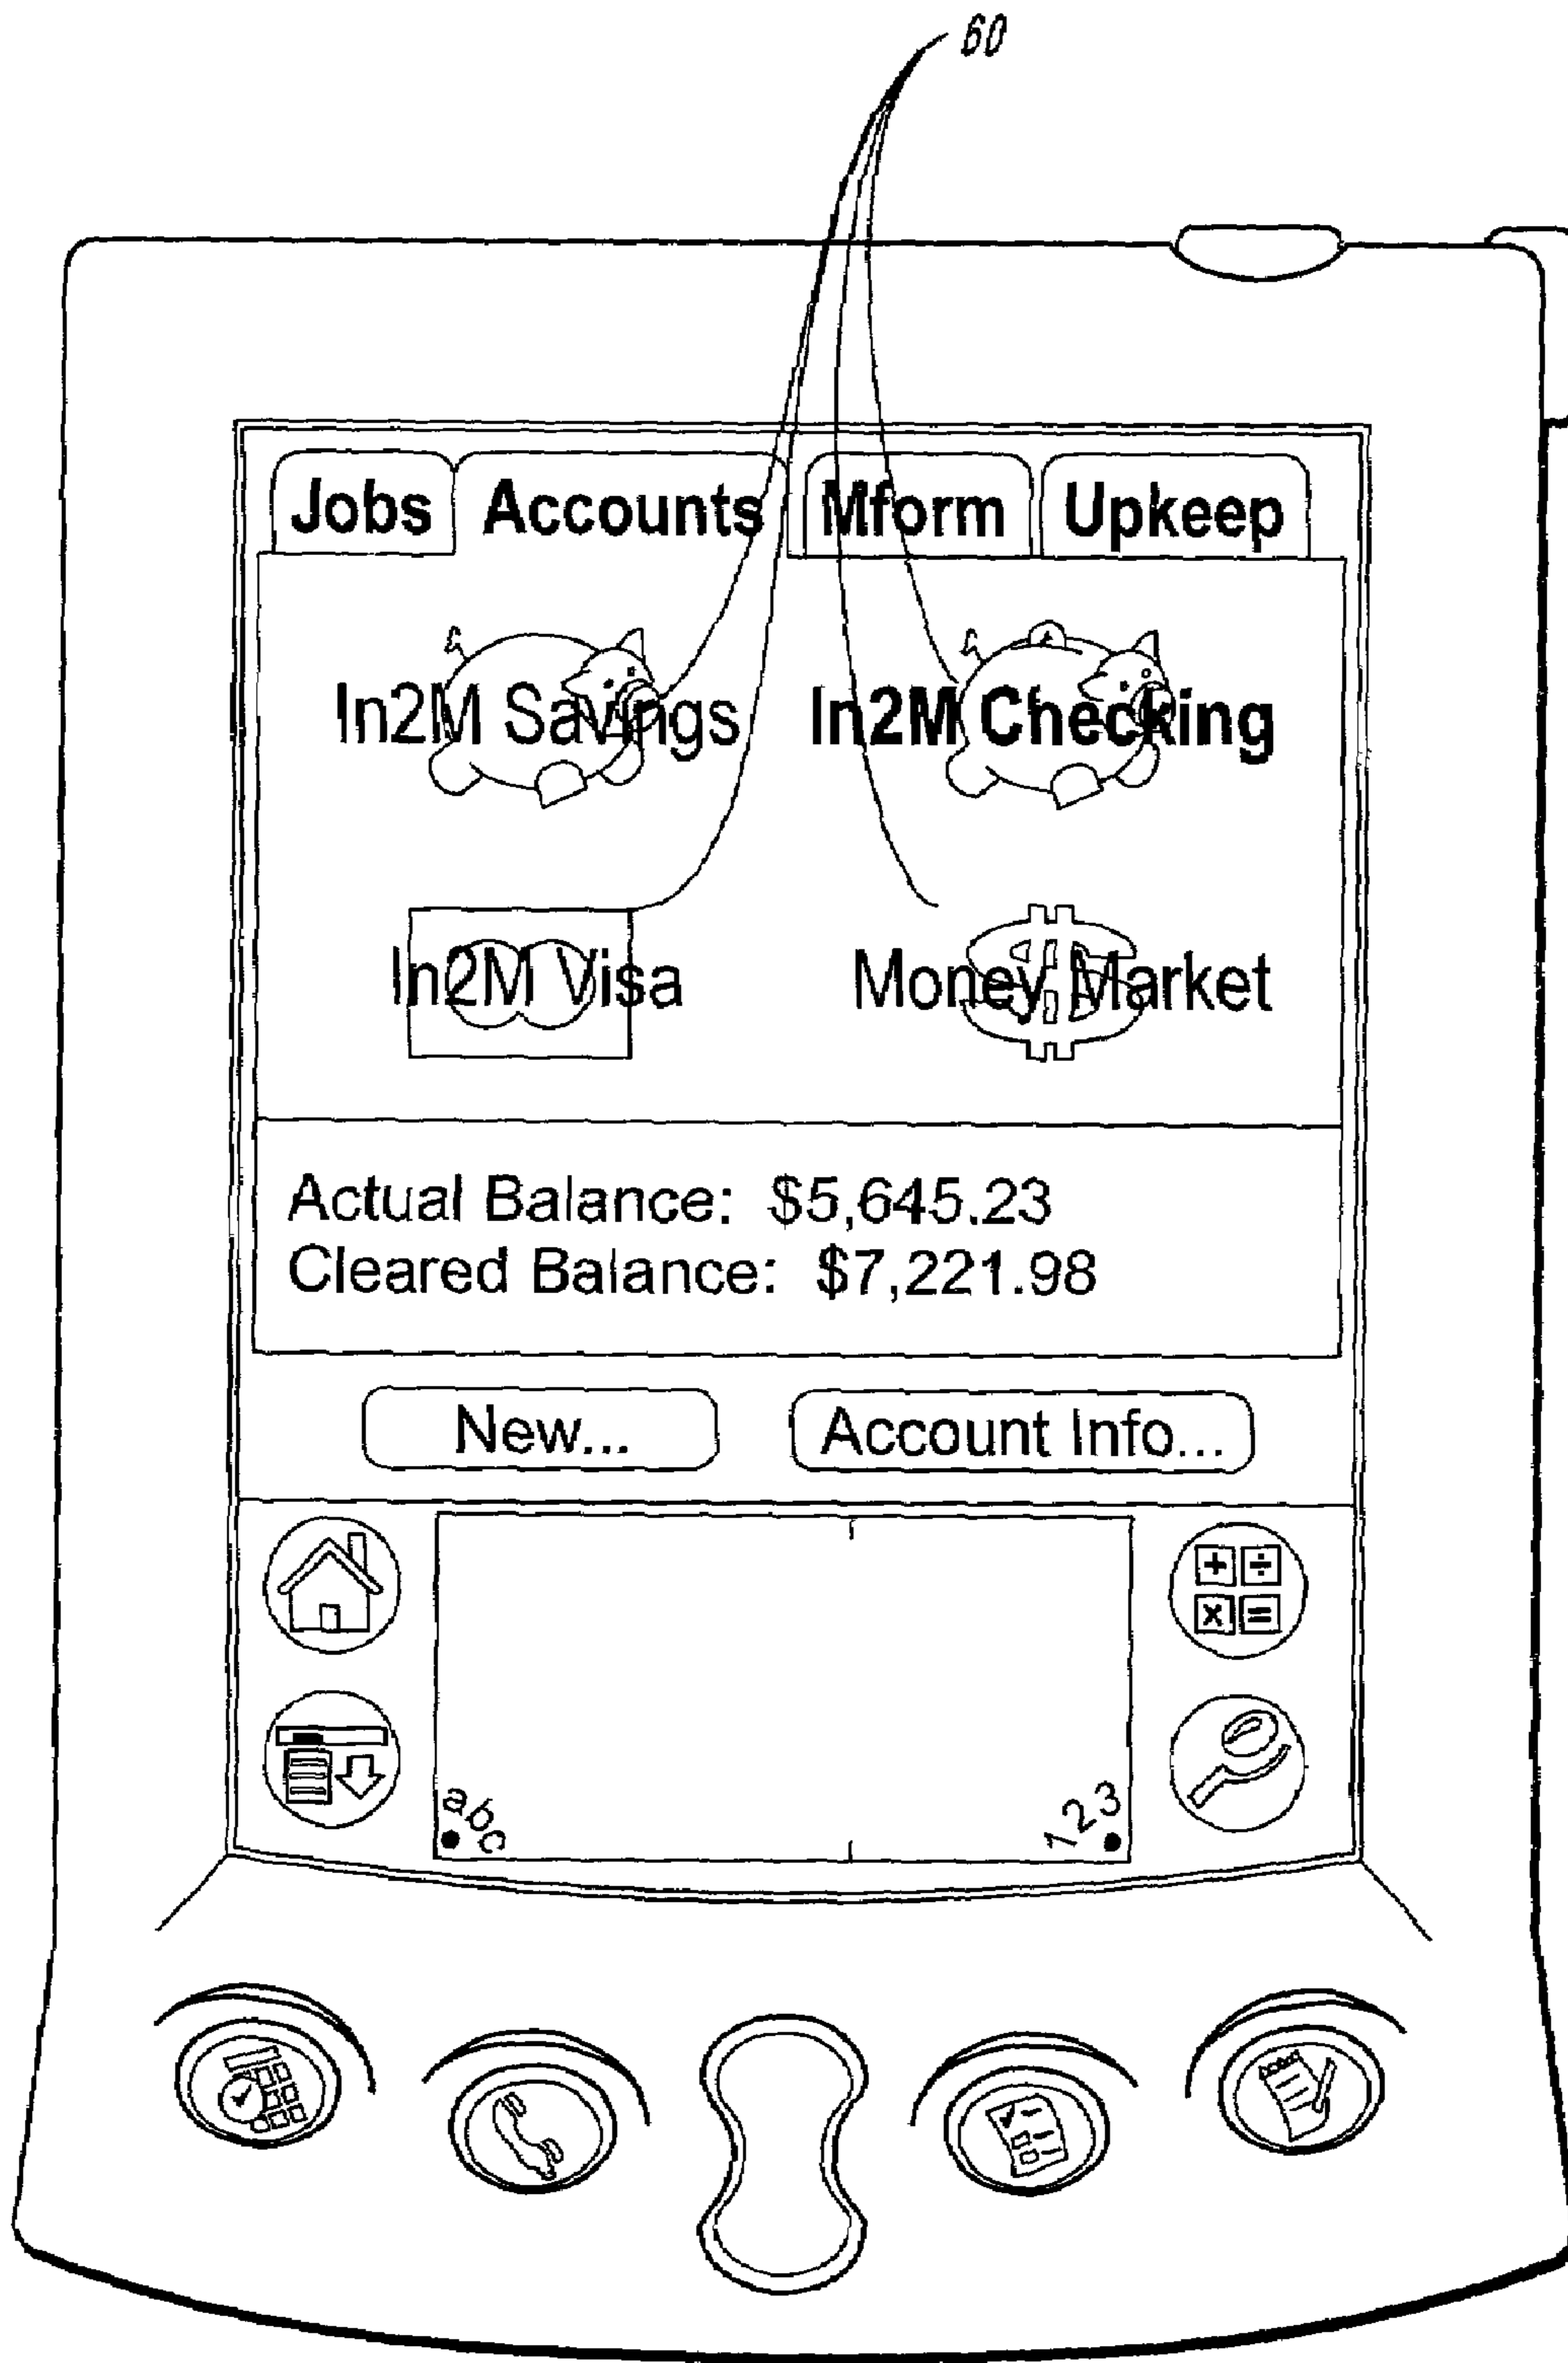 60
Jobs Accounts Mform Upkeep
In2M Savings In2M Checking
In2M Visa Money Market
Actual Balance: $5,645.23
Cleared Balance: $7,221.98
New... Account Info...
+ ÷
x =
abc 123